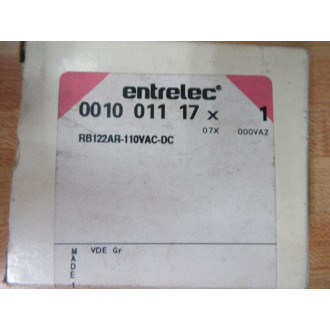 entrelec®
0010 011 17 x 1
07X 000VA2
RB122AR-110VAC-DC
VDE Gr
MADE